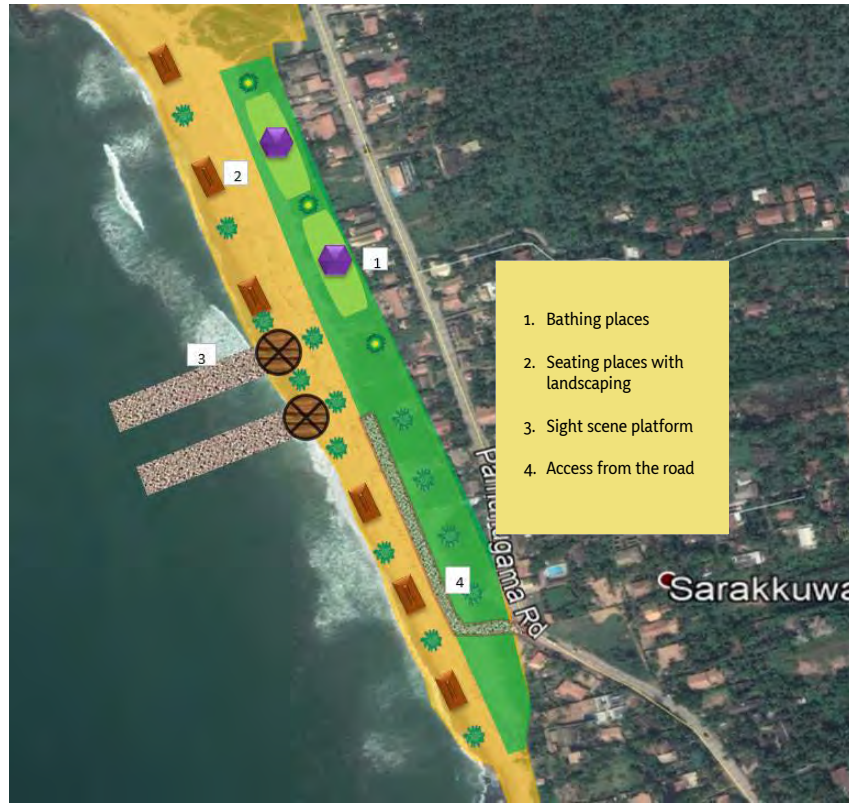 2
1
3
1. Bathing places
2. Seating places with
landscaping
3. Sight scene platform
4. Access from the road
4
Rd
Sarakkuwa